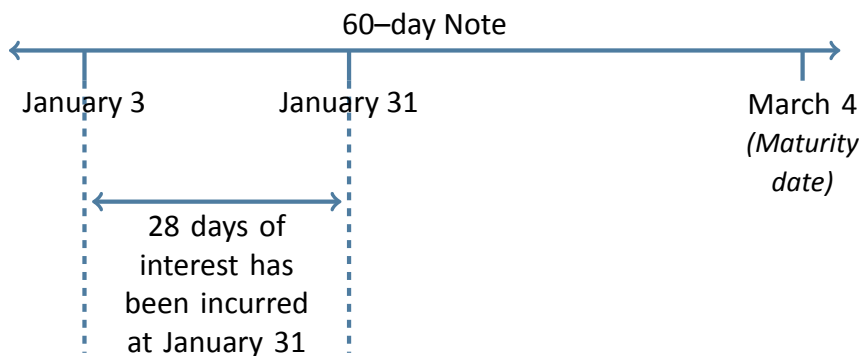 60–day Note
January 3
January 31
March 4
(Maturity
date)
28 days of
interest has
been incurred
at January 31